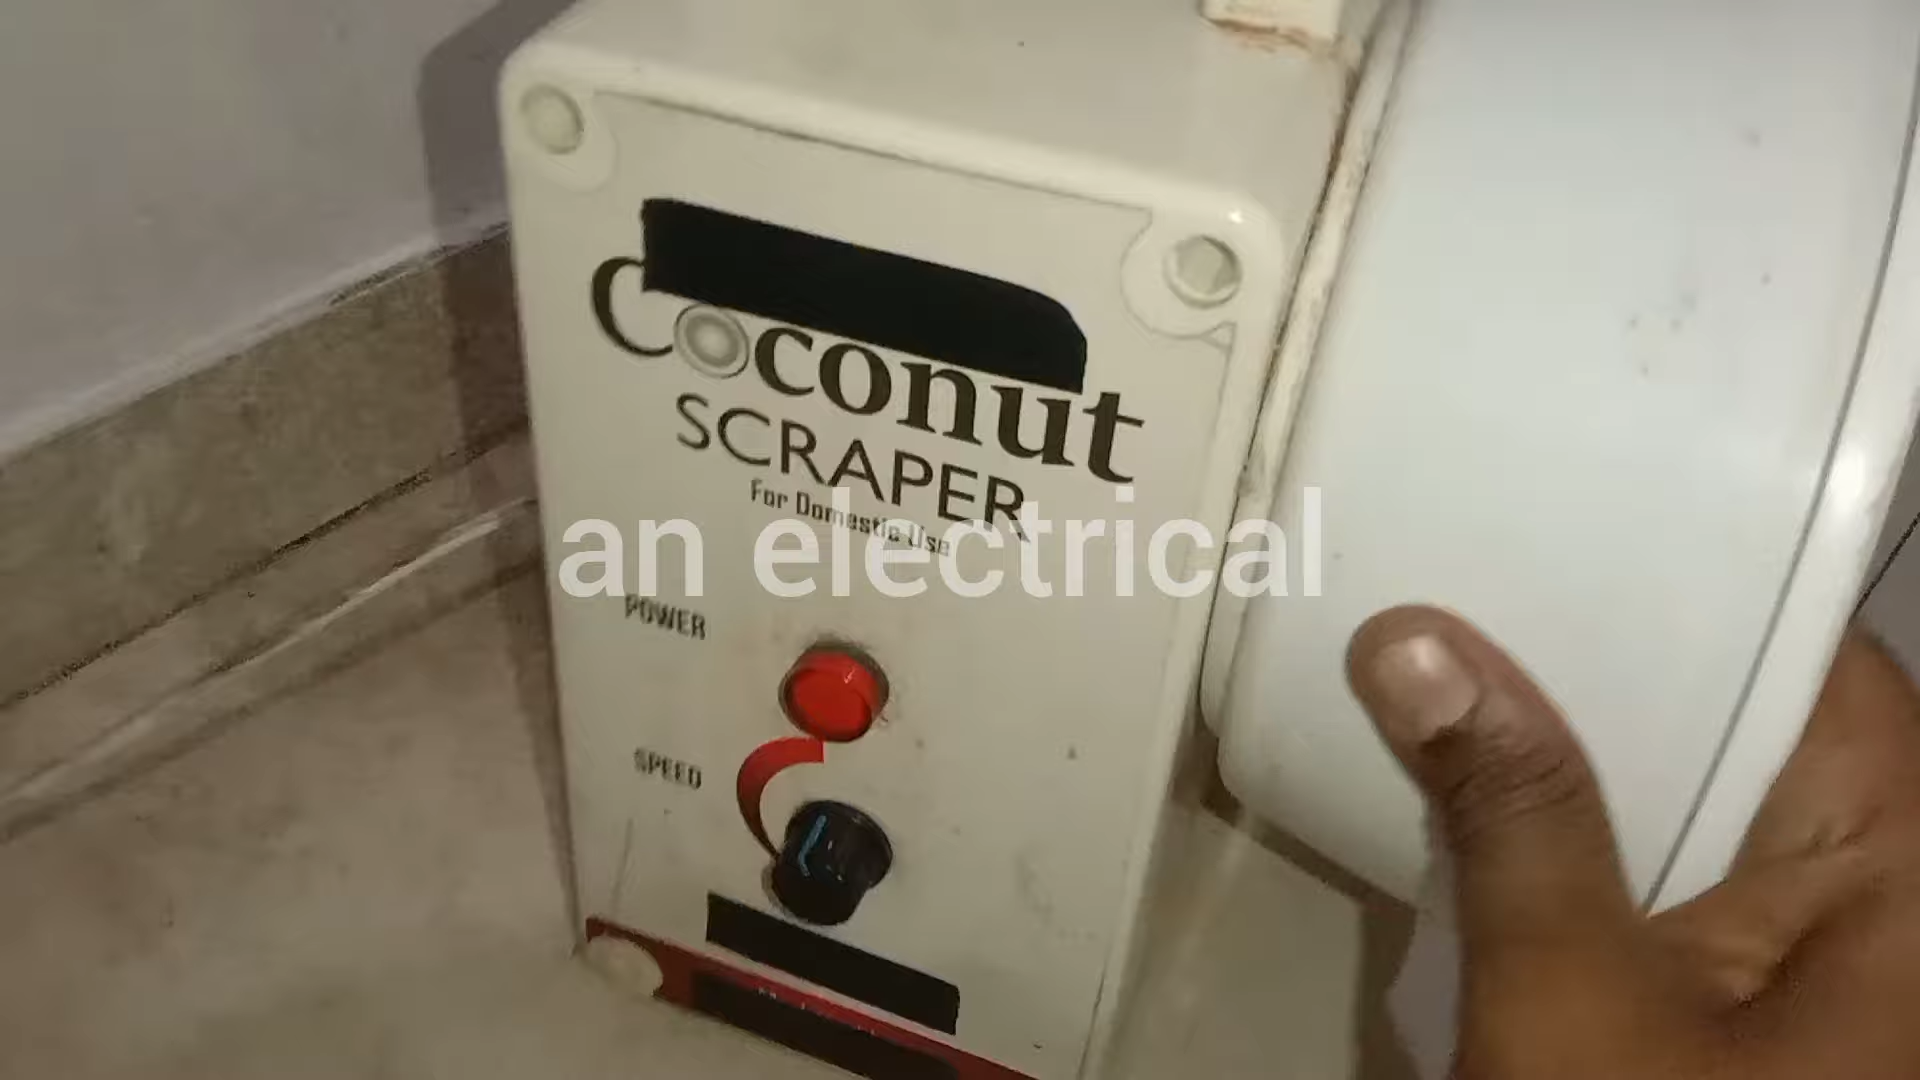 Coconut
SCRAPER
For Domestic Use
an electrical
POWER
SPEED